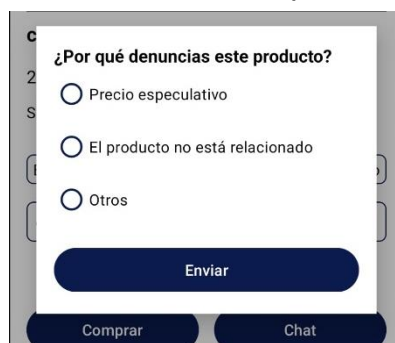 ¿Por qué denuncias este producto?
Precio especulativo
El producto no está relacionado
Otros
Enviar
Comprar
Chat